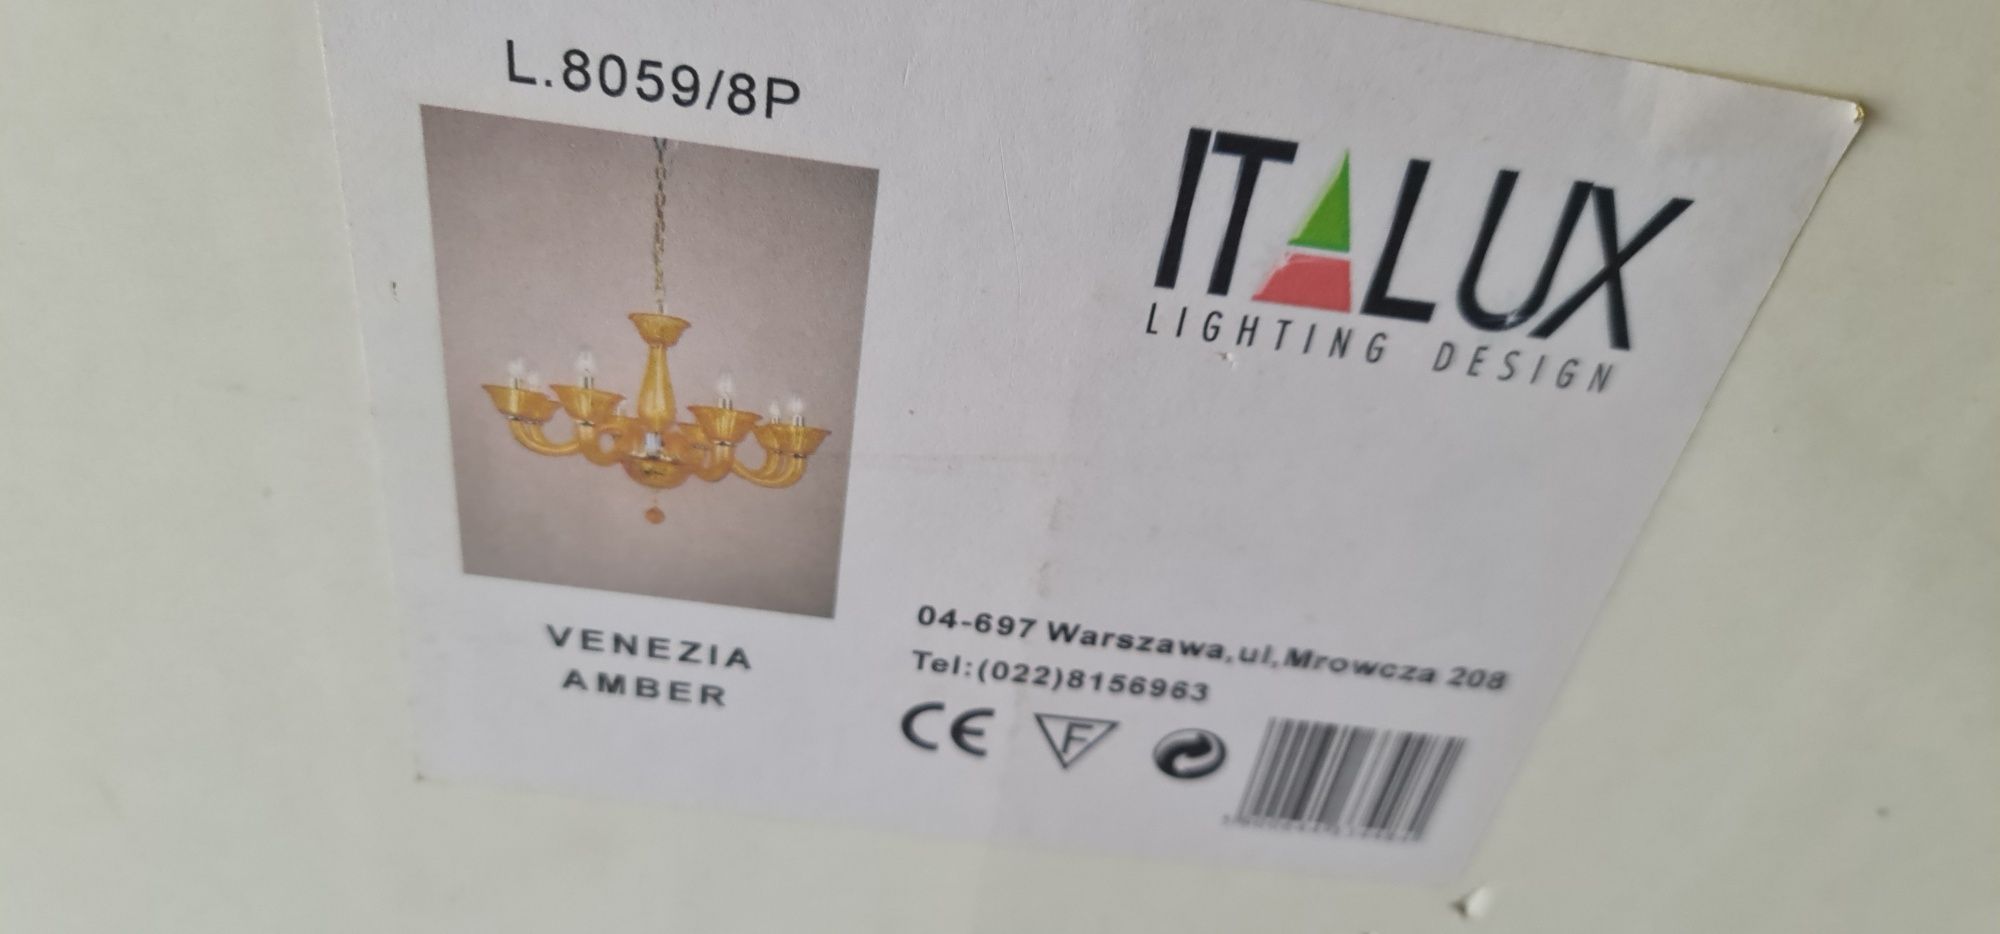 L.8059/8P
ITALUX
LIGHTING DESIGN
VENEZIA
AMBER
04-697 Warszawa,ul,Mrowcza 208
Tel:(022)8156963
CE
F